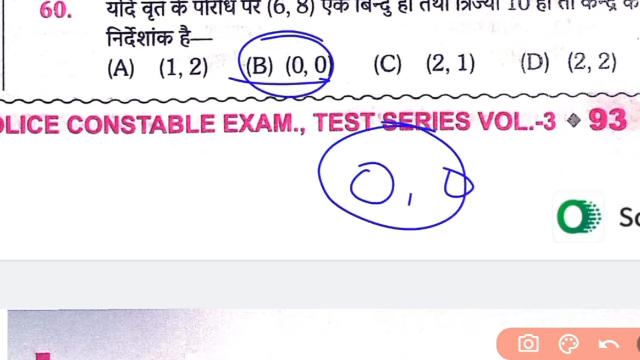 60. यदि वृत्त के परिधि पर (6, 8) एक बिन्दु हो तथा त्रिज्या 10 हो तो केन्द्र के
निर्देशांक है—
(A) (1, 2) (B) (0, 0) (C) (2, 1) (D) (2, 2)
OLICE CONSTABLE EXAM., TEST SERIES VOL.-3 ◆ 93
0, 0